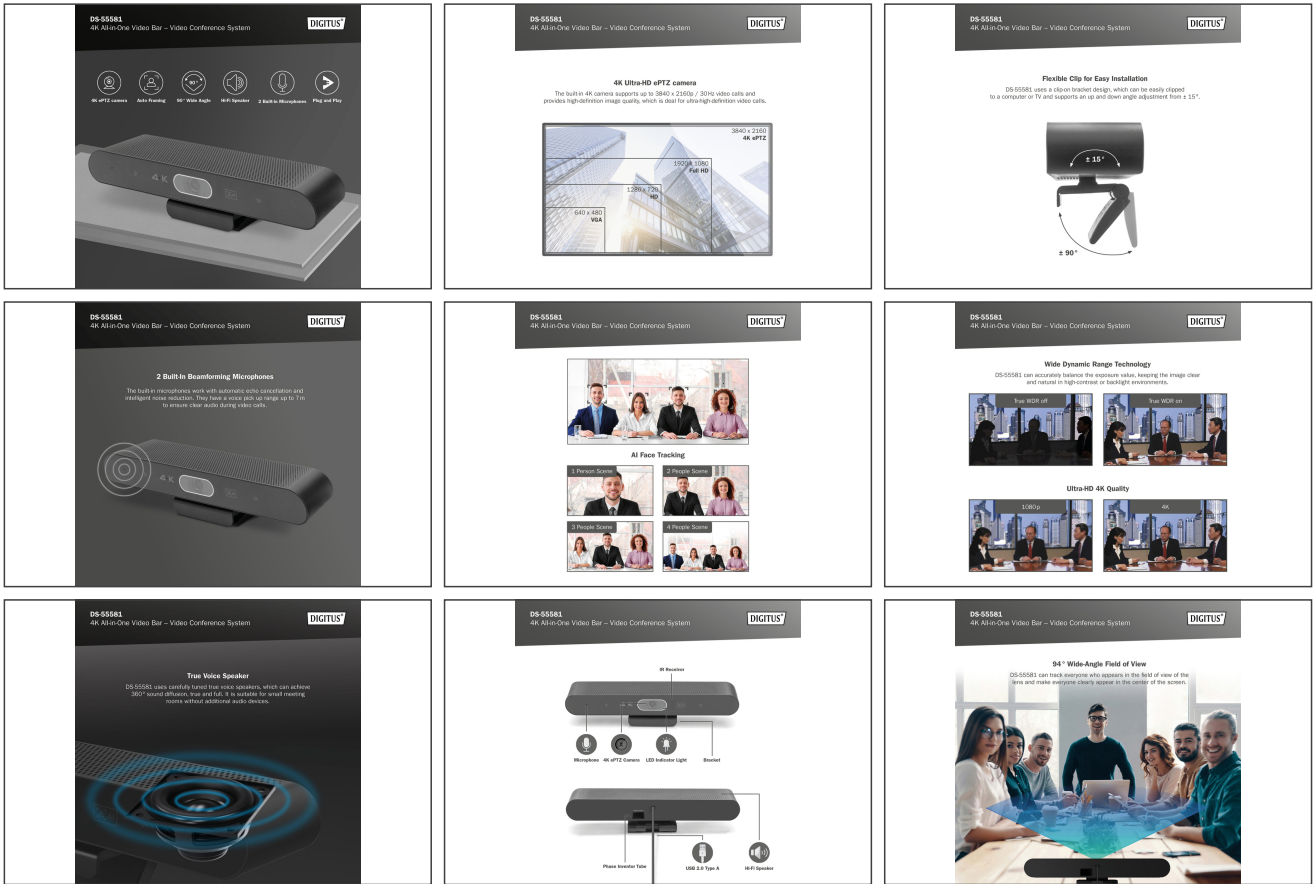 DS-55581
4K All-in-One Video Bar – Video Conference System
DIGITUS®
4K ePTZ camera
Auto Framing
90°
90° Wide Angle
Hi-Fi Speaker
2 Built-in Microphones
Plug and Play
4K
DS-55581
4K All-in-One Video Bar – Video Conference System
DIGITUS®
4K Ultra-HD ePTZ camera
The built-in 4K camera supports up to 3840 x 2160p / 30Hz video calls and
provides high-definition image quality, which is deal for ultra-high-definition video calls.
3840 x 2160
4K ePTZ
1920 x 1080
Full HD
1280 x 720
HD
640 x 480
VGA
DS-55581
4K All-in-One Video Bar – Video Conference System
DIGITUS®
Flexible Clip for Easy Installation
DS-55581 uses a clip-on bracket design, which can be easily clipped
to a computer or TV and supports an up and down angle adjustment from ± 15°.
± 15°
± 90°
DS-55581
4K All-in-One Video Bar – Video Conference System
DIGITUS®
2 Built-In Beamforming Microphones
The built-in microphones work with automatic echo cancellation and
intelligent noise reduction. They have a voice pick up range up to 7 m
to ensure clear audio during video calls.
4K
DS-55581
4K All-in-One Video Bar – Video Conference System
DIGITUS®
AI Face Tracking
1 Person Scene
2 People Scene
3 People Scene
4 People Scene
DS-55581
4K All-in-One Video Bar – Video Conference System
DIGITUS®
Wide Dynamic Range Technology
DS-55581 can accurately balance the exposure value, keeping the image clear
and natural in high-contrast or backlight environments.
True WDR off
True WDR on
Ultra-HD 4K Quality
1080p
4K
DS-55581
4K All-in-One Video Bar – Video Conference System
DIGITUS®
True Voice Speaker
DS-55581 uses carefully tuned true voice speakers, which can achieve
360° sound diffusion, true and full. It is suitable for small meeting
rooms without additional audio devices.
DS-55581
4K All-in-One Video Bar – Video Conference System
DIGITUS®
IR Receiver
4K
Microphone
4K ePTZ Camera
LED Indicator Light
Bracket
Phase Inventor Tube
USB 2.0 Type A
Hi-Fi Speaker
DS-55581
4K All-in-One Video Bar – Video Conference System
DIGITUS®
94° Wide-Angle Field of View
DS-55581 can track everyone who appears in the field of view of the
lens and make everyone clearly appear in the center of the screen.